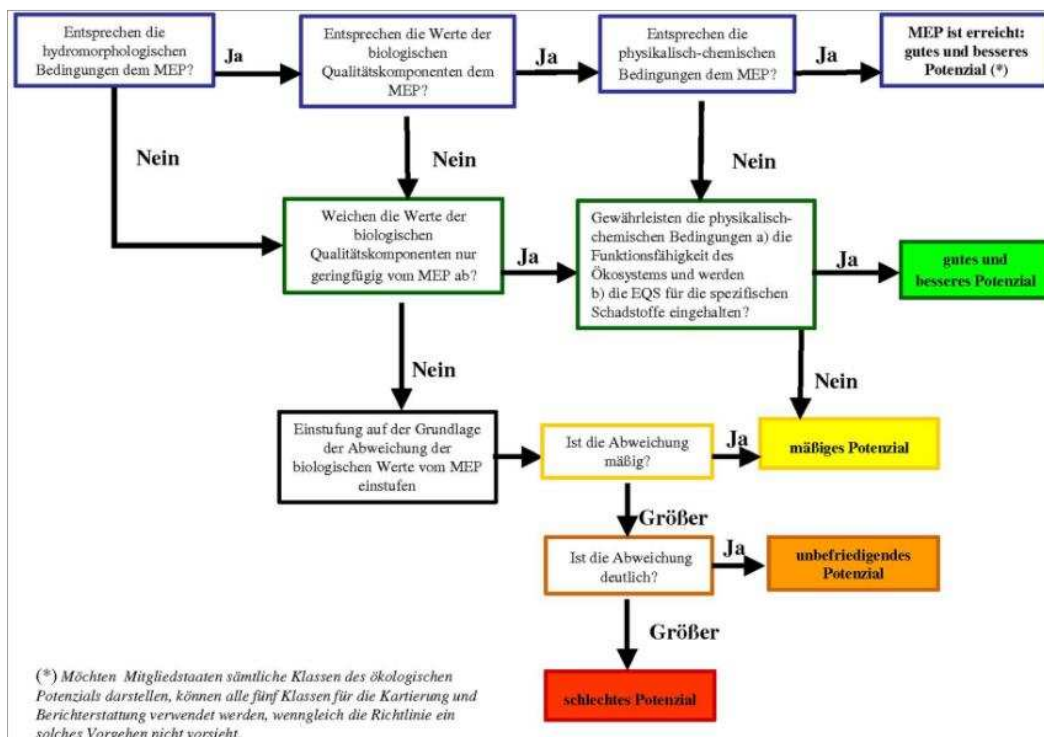 Entsprechen die
hydromorphologischen
Bedingungen dem MEP?
Ja
Entsprechen die Werte der
biologischen
Qualitätskomponenten dem
MEP?
Ja
Entsprechen die
physikalisch-chemischen
Bedingungen dem MEP?
Ja
MEP ist erreicht:
gutes und besseres
Potenzial (*)
Nein
Nein
Nein
Weichen die Werte der
biologischen
Qualitätskomponenten nur
geringfügig vom MEP ab?
Ja
Gewährleisten die physikalisch-
chemischen Bedingungen a) die
Funktionsfähigkeit des
Ökosystems und werden
b) die EQS für die spezifischen
Schadstoffe eingehalten?
Ja
gutes und
besseres Potenzial
Nein
Nein
Einstufung auf der Grundlage
der Abweichung der
biologischen Werte vom MEP
einstufen
Ist die Abweichung
mäßig?
Ja
mäßiges Potenzial
Größer
Ist die Abweichung
deutlich?
Ja
unbefriedigendes
Potenzial
Größer
schlechtes Potenzial
(*) Möchten Mitgliedstaaten sämtliche Klassen des ökologischen
Potenzials darstellen, können alle fünf Klassen für die Kartierung und
Berichterstattung verwendet werden, wenngleich die Richtlinie ein
solches Vorgehen nicht vorsieht.